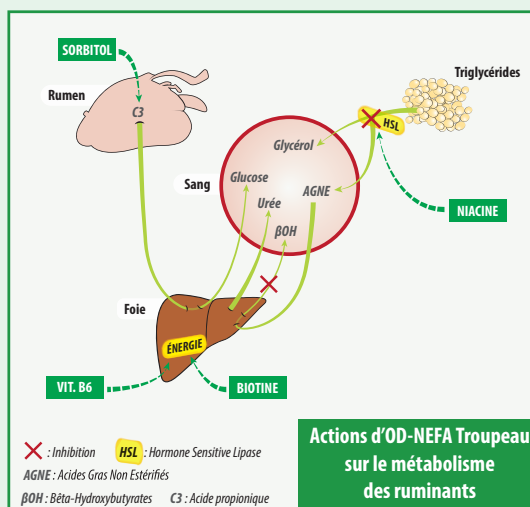 SORBITOL
Rumen
C3
Triglycérides
HSL
Glycérol
Sang
Glucose
AGNE
Urée
βOH
NIACINE
Foie
ÉNERGIE
VIT. B6
BIOTINE
: Inhibition HSL : Hormone Sensitive Lipase
AGNE : Acides Gras Non Estérifiés
βOH : Bêta-Hydroxybutyrates C3 : Acide propionique
Actions d'OD-NEFA Troupeau
sur le métabolisme
des ruminants